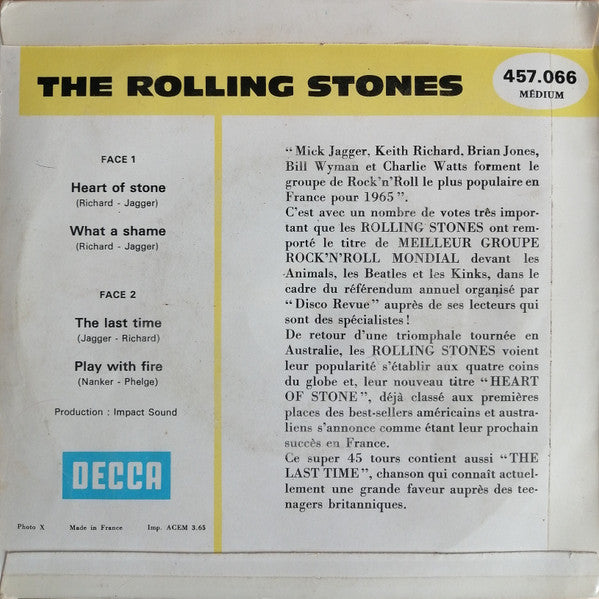 THE ROLLING STONES
457.066
MÉDIUM
FACE 1
Heart of stone
(Richard - Jagger)
What a shame
(Richard - Jagger)
FACE 2
The last time
(Jagger - Richard)
Play with fire
(Nanker - Phelge)
Production : Impact Sound
DECCA
Photo X Made in France Imp. ACEM 3.65
“ Mick Jagger, Keith Richard, Brian Jones,
Bill Wyman et Charlie Watts forment le
groupe de Rock’n’Roll le plus populaire en
France pour 1965 ”.
C’est avec un nombre de votes très impor-
tant que les ROLLING STONES ont rem-
porté le titre de MEILLEUR GROUPE
ROCK’N’ROLL MONDIAL devant les
Animals, les Beatles et les Kinks, dans le
cadre du référendum annuel organisé par
“ Disco Revue ” auprès de ses lecteurs qui
sont des spécialistes !
De retour d’une triomphale tournée en
Australie, les ROLLING STONES voient
leur popularité s’établir aux quatre coins
du globe et, leur nouveau titre “ HEART
OF STONE ”, déjà classé aux premières
places des best-sellers américains et austra-
liens s’annonce comme étant leur prochain
succès en France.
Ce super 45 tours contient aussi “ THE
LAST TIME ”, chanson qui connaît actuel-
lement une grande faveur auprès des tee-
nagers britanniques.